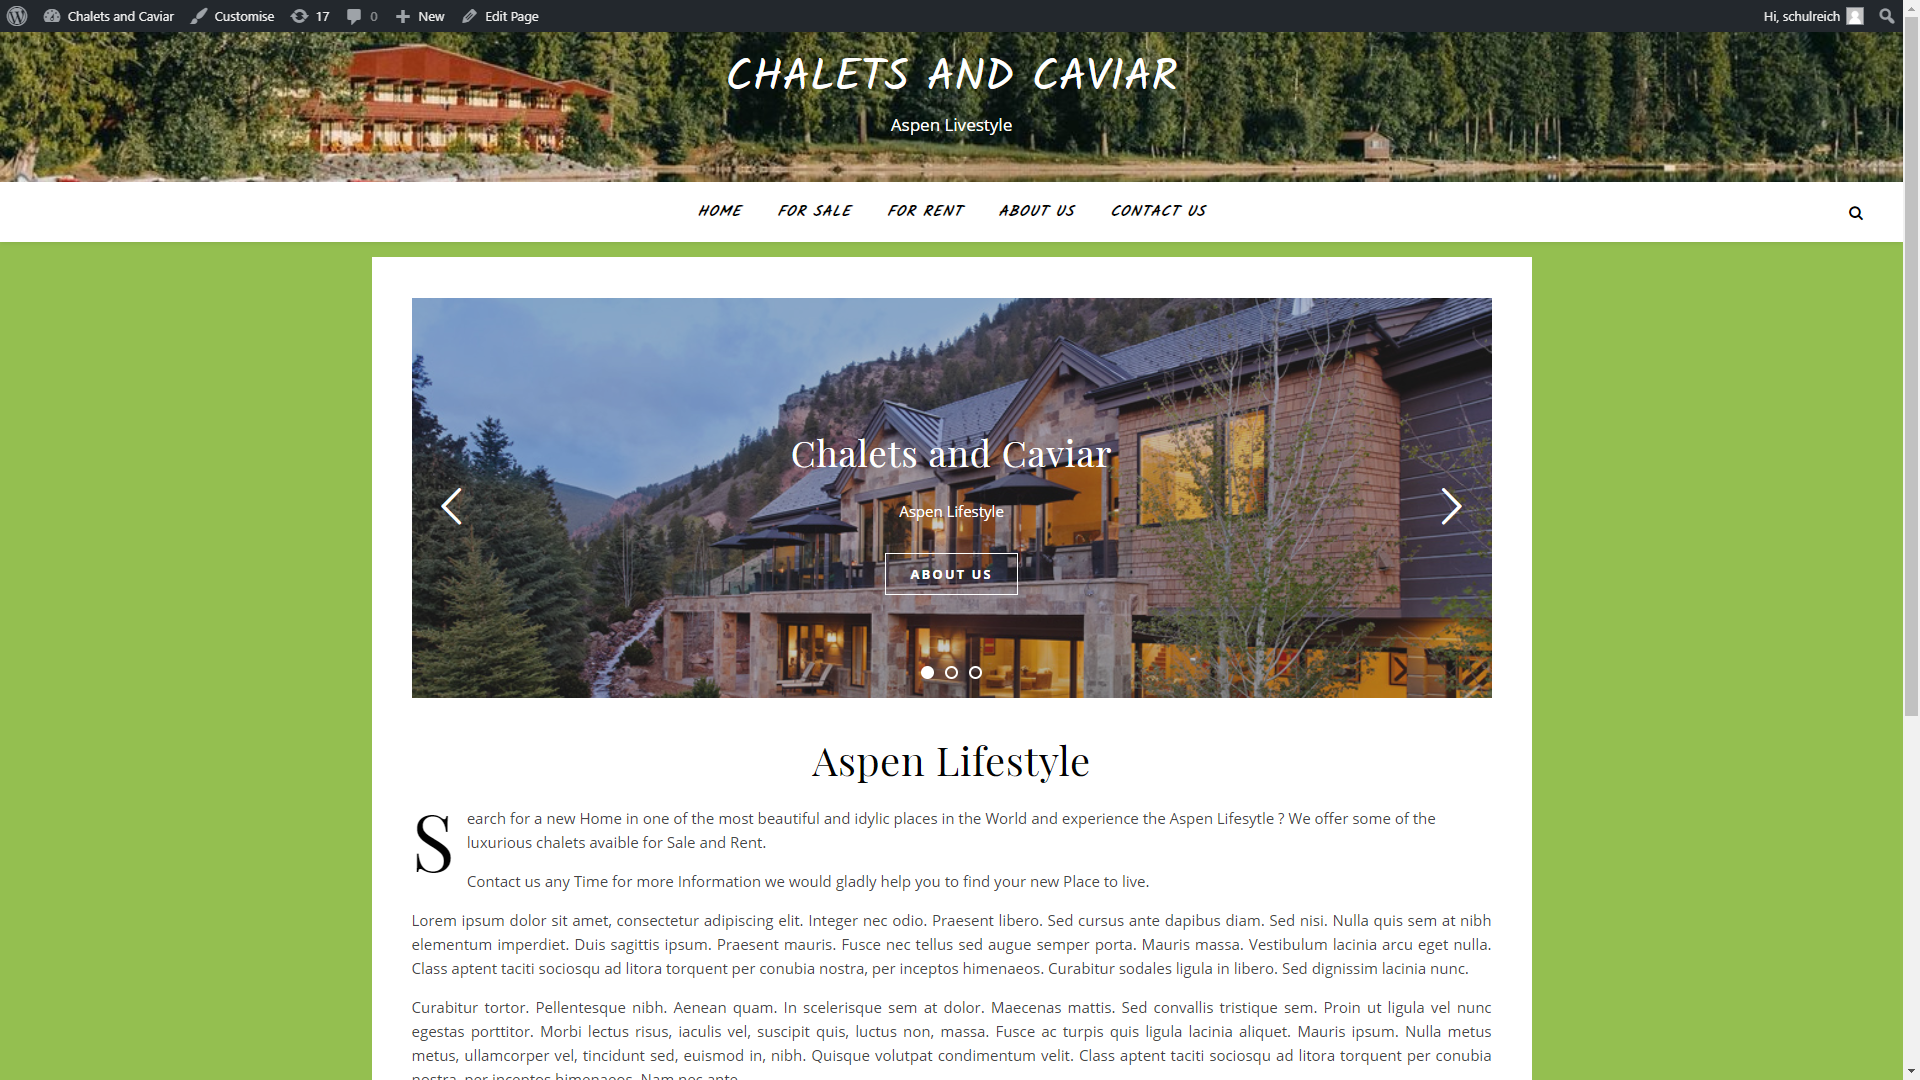 Chalets and Caviar Customise 17 0 New Edit Page Hi, schulreich
CHALETS AND CAVIAR
Aspen Livestyle
HOME FOR SALE FOR RENT ABOUT US CONTACT US
Chalets and Caviar
Aspen Lifestyle
ABOUT US
Aspen Lifestyle
Search for a new Home in one of the most beautiful and idylic places in the World and experience the Aspen Lifesytle ? We offer some of the
luxurious chalets avaible for Sale and Rent.
Contact us any Time for more Information we would gladly help you to find your new Place to live.
Lorem ipsum dolor sit amet, consectetur adipiscing elit. Integer nec odio. Praesent libero. Sed cursus ante dapibus diam. Sed nisi. Nulla quis sem at nibh
elementum imperdiet. Duis sagittis ipsum. Praesent mauris. Fusce nec tellus sed augue semper porta. Mauris massa. Vestibulum lacinia arcu eget nulla.
Class aptent taciti sociosqu ad litora torquent per conubia nostra, per inceptos himenaeos. Curabitur sodales ligula in libero. Sed dignissim lacinia nunc.
Curabitur tortor. Pellentesque nibh. Aenean quam. In scelerisque sem at dolor. Maecenas mattis. Sed convallis tristique sem. Proin ut ligula vel nunc
egestas porttitor. Morbi lectus risus, iaculis vel, suscipit quis, luctus non, massa. Fusce ac turpis quis ligula lacinia aliquet. Mauris ipsum. Nulla metus
metus, ullamcorper vel, tincidunt sed, euismod in, nibh. Quisque volutpat condimentum velit. Class aptent taciti sociosqu ad litora torquent per conubia
nostra, per inceptos himenaeos. Nam nec ante.